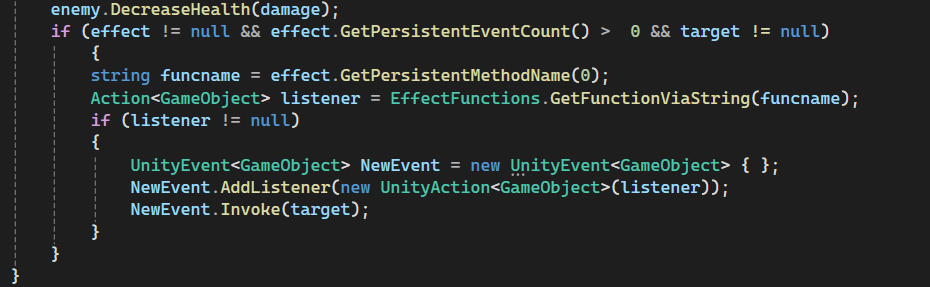 enemy.DecreaseHealth(damage);
if (effect != null && effect.GetPersistentEventCount() >  0 && target != null)
{
string funcname = effect.GetPersistentMethodName(0);
Action<GameObject> listener = EffectFunctions.GetFunctionViaString(funcname);
if (listener != null)
{
UnityEvent<GameObject> NewEvent = new UnityEvent<GameObject> { };
NewEvent.AddListener(new UnityAction<GameObject>(listener));
NewEvent.Invoke(target);
}
}
}